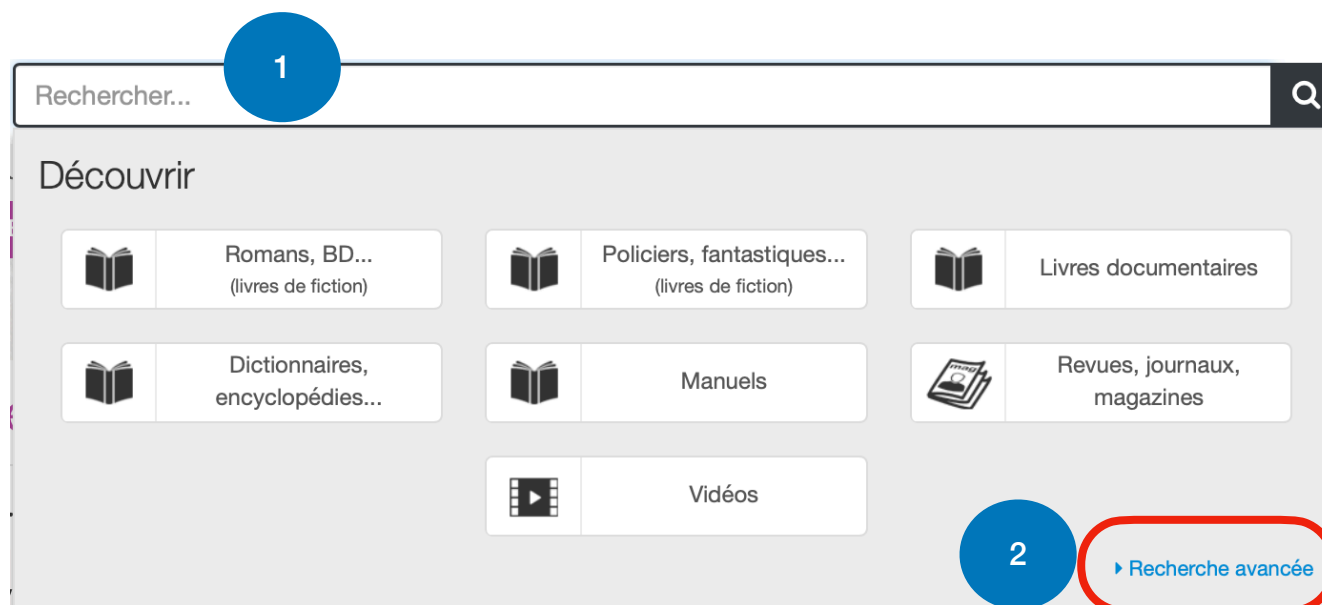 1
Rechercher...
Découvrir
Romans, BD...
(livres de fiction)
Policiers, fantastiques...
(livres de fiction)
Livres documentaires
Dictionnaires,
encyclopédies...
Manuels
mag
Revues, journaux,
magazines
Vidéos
2
Recherche avancée